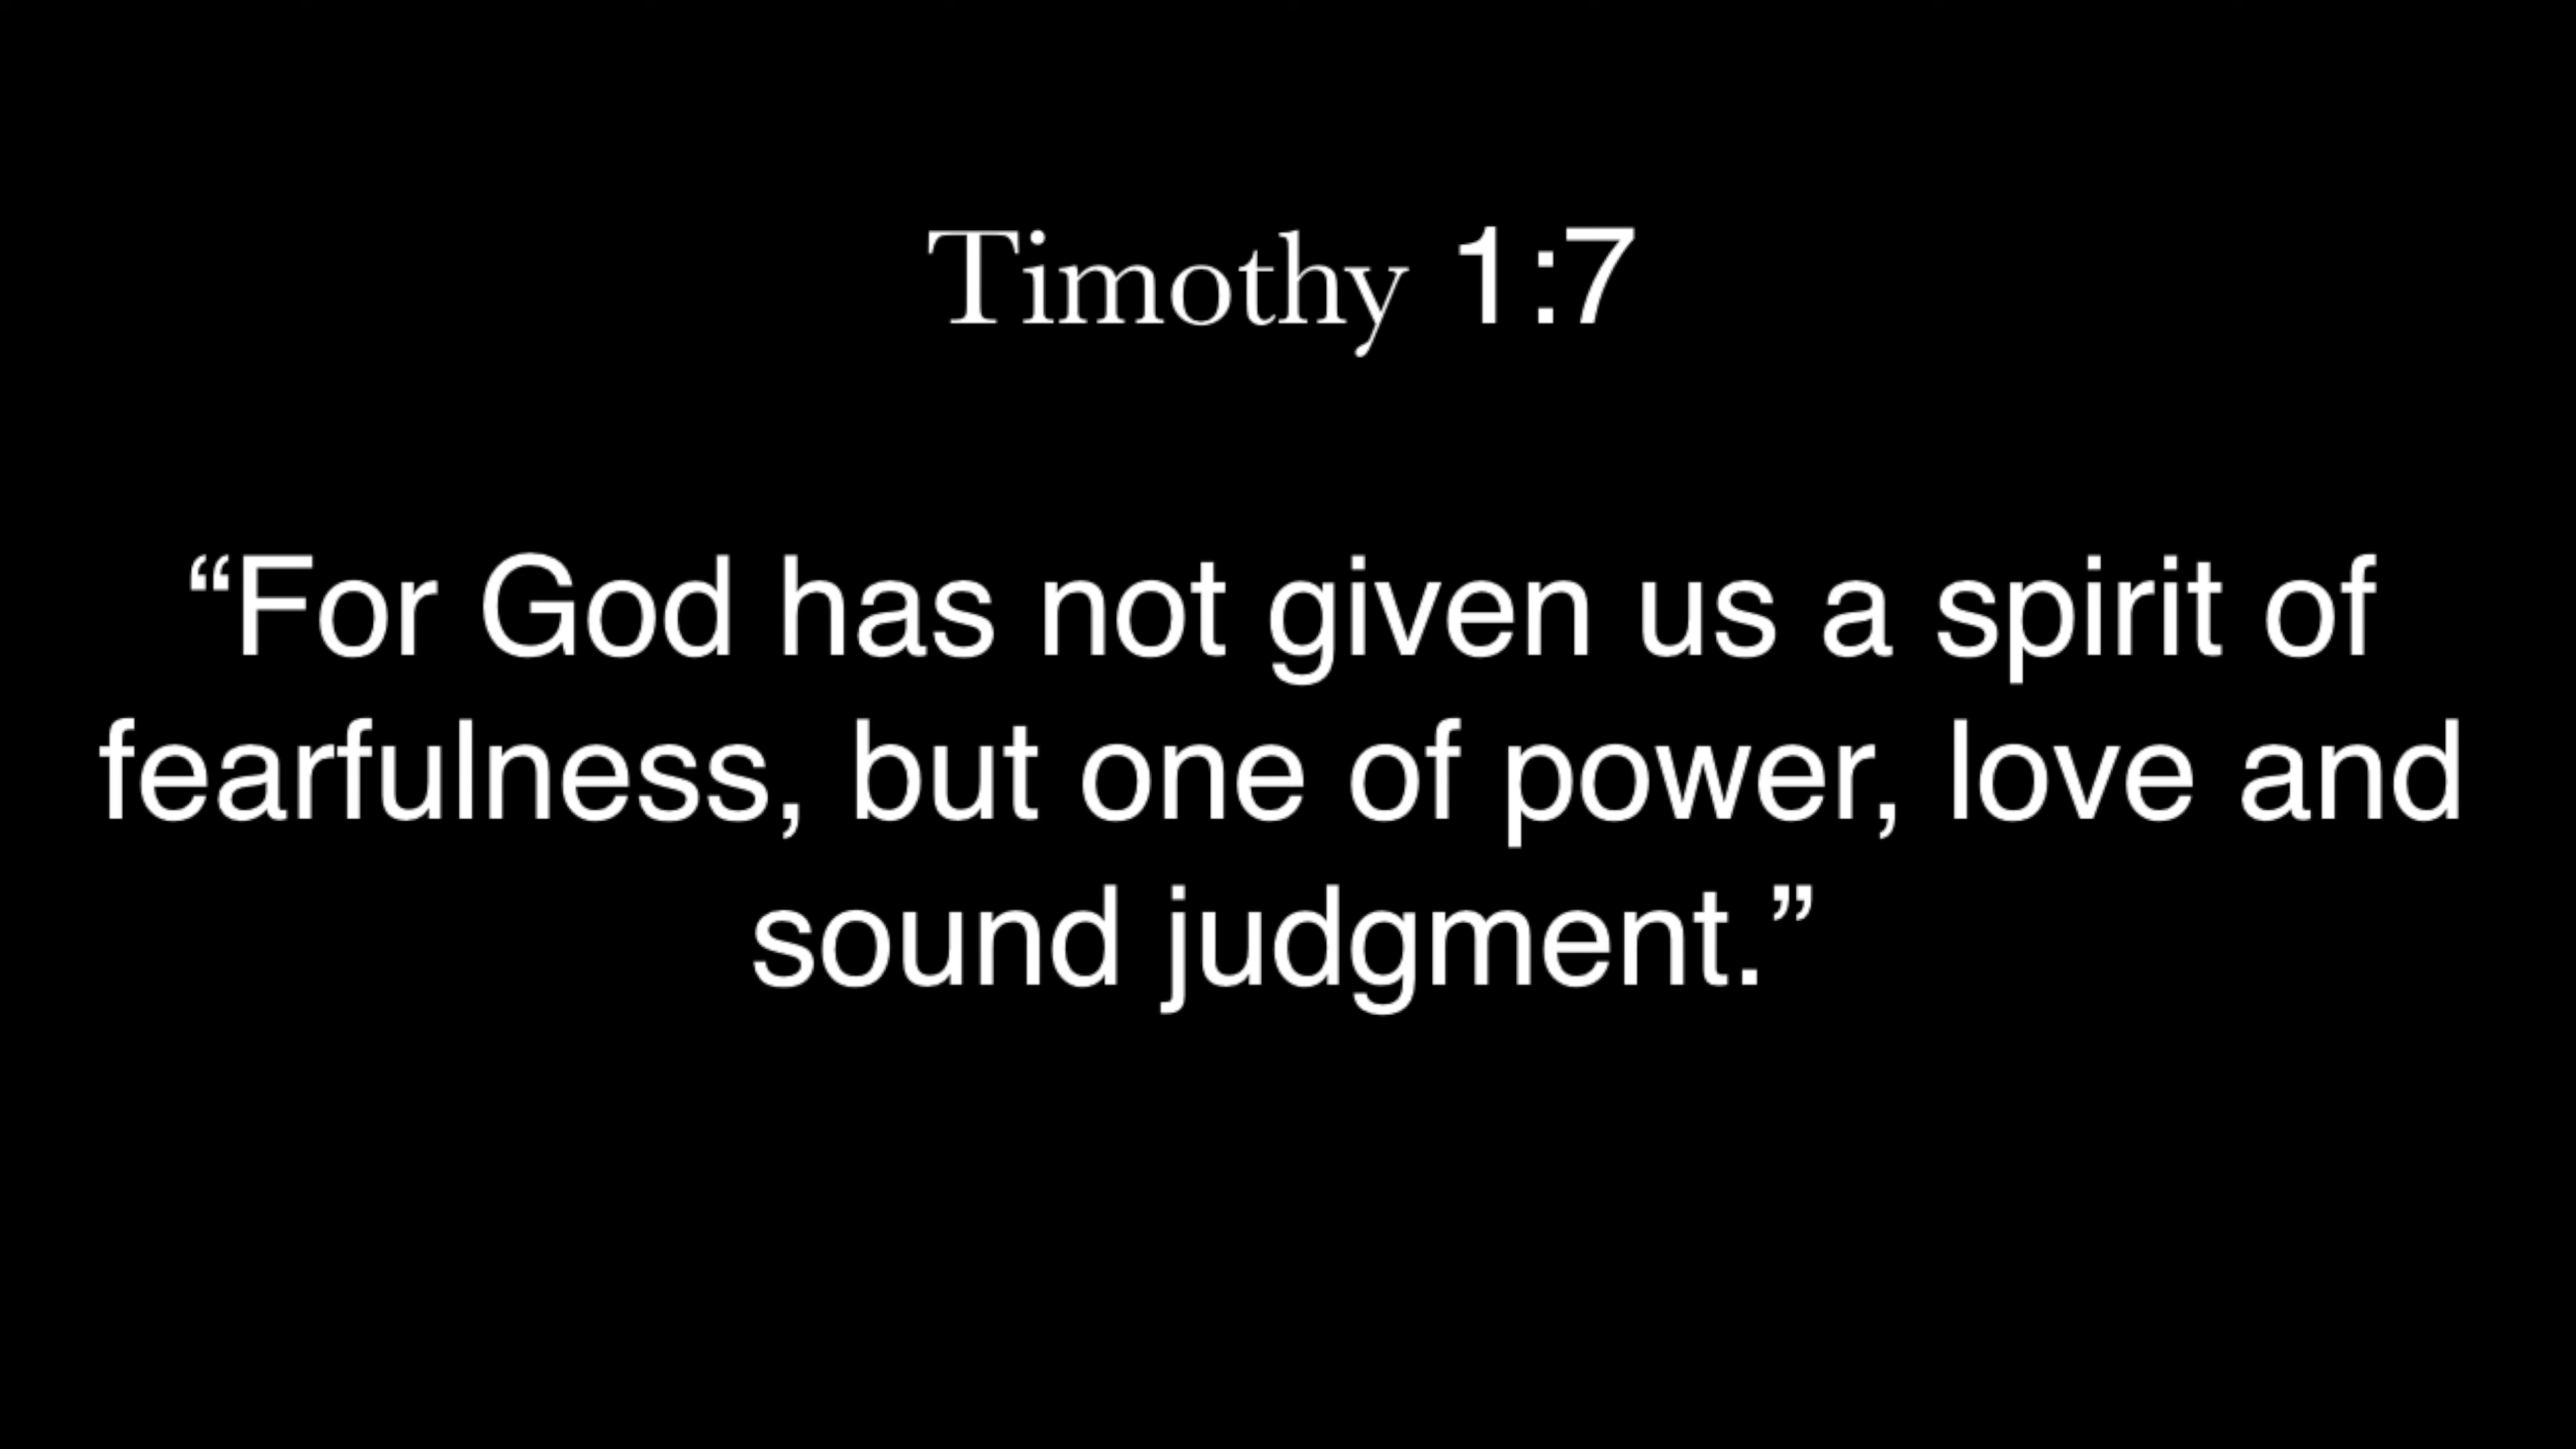 Timothy 1:7
“For God has not given us a spirit of
fearfulness, but one of power, love and
sound judgment.”